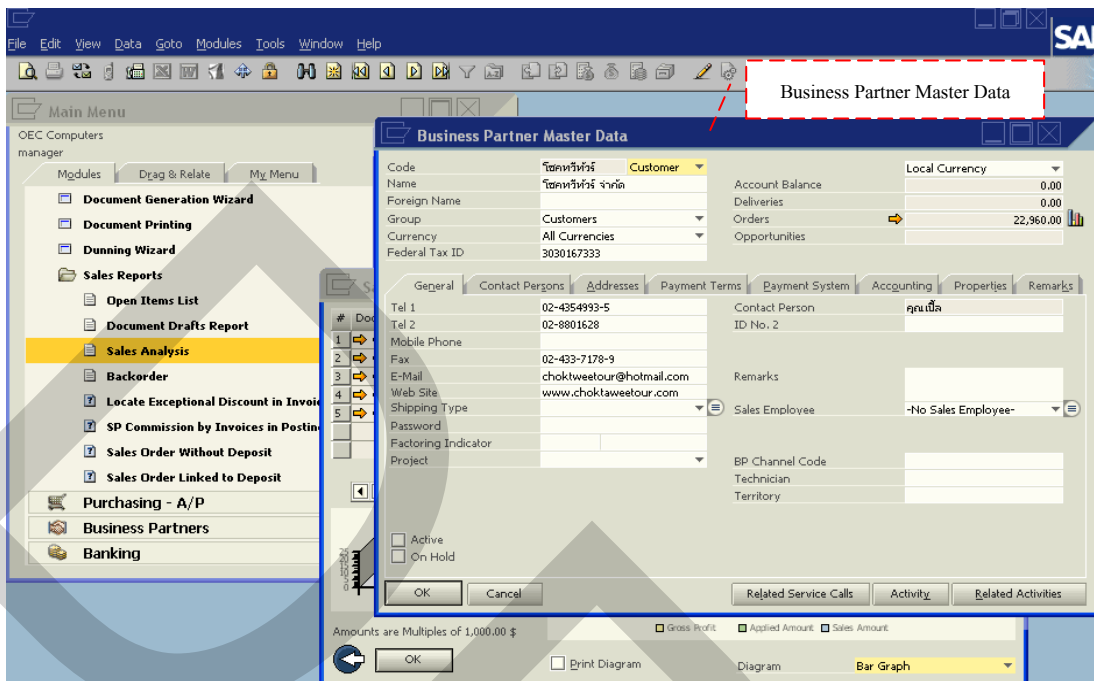 SA
File Edit View Data Goto Modules Tools Window Help
Business Partner Master Data
Main Menu
OEC Computers
manager
Modules Drag & Relate My Menu
Document Generation Wizard
Document Printing
Dunning Wizard
Sales Reports
Open Items List
Document Drafts Report
Sales Analysis
Backorder
Locate Exceptional Discount in Invoi
SP Commission by Invoices in Postin
Sales Order Without Deposit
Sales Order Linked to Deposit
Purchasing - A/P
Business Partners
Banking
# Doc
1
2
3
4
5
Business Partner Master Data
Code โชคทวีทัวร์ Customer Local Currency
Name โชคทวีทัวร์ จำกัด Account Balance 0.00
Foreign Name Deliveries 0.00
Group Customers Orders 22,960.00
Currency All Currencies Opportunities
Federal Tax ID 3030167333
General Contact Persons Addresses Payment Terms Payment System Accounting Properties Remarks
Tel 1 02-4354993-5 Contact Person คุณเปิ้ล
Tel 2 02-8801628 ID No. 2
Mobile Phone
Fax 02-433-7178-9
E-Mail choktweetour@hotmail.com Remarks
Web Site www.choktaweetour.com
Shipping Type Sales Employee -No Sales Employee-
Password
Factoring Indicator
Project BP Channel Code
Technician
Territory
Active
On Hold
OK Cancel Related Service Calls Activity Related Activities
Gross Profit Applied Amount Sales Amount
Amounts are Multiples of 1,000.00 $
OK Print Diagram Diagram Bar Graph